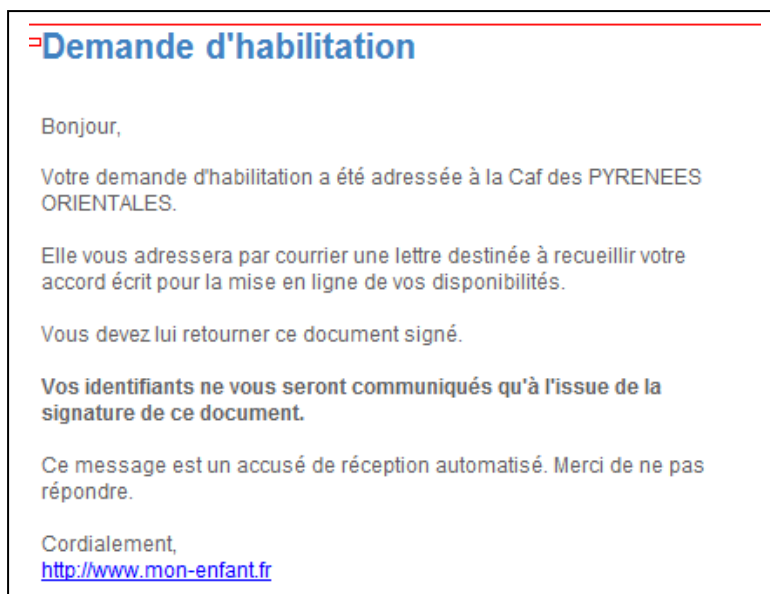 Demande d'habilitation
Bonjour,
Votre demande d'habilitation a été adressée à la Caf des PYRENEES
ORIENTALES.
Elle vous adressera par courrier une lettre destinée à recueillir votre
accord écrit pour la mise en ligne de vos disponibilités.
Vous devez lui retourner ce document signé.
Vos identifiants ne vous seront communiqués qu'à l'issue de la
signature de ce document.
Ce message est un accusé de réception automatisé. Merci de ne pas
répondre.
Cordialement,
http://www.mon-enfant.fr